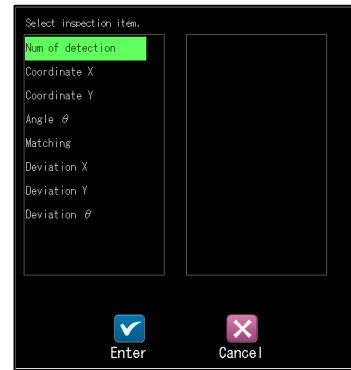 Select inspection item.
Num of detection
Coordinate X
Coordinate Y
Angle θ
Matching
Deviation X
Deviation Y
Deviation θ
Enter
Cancel